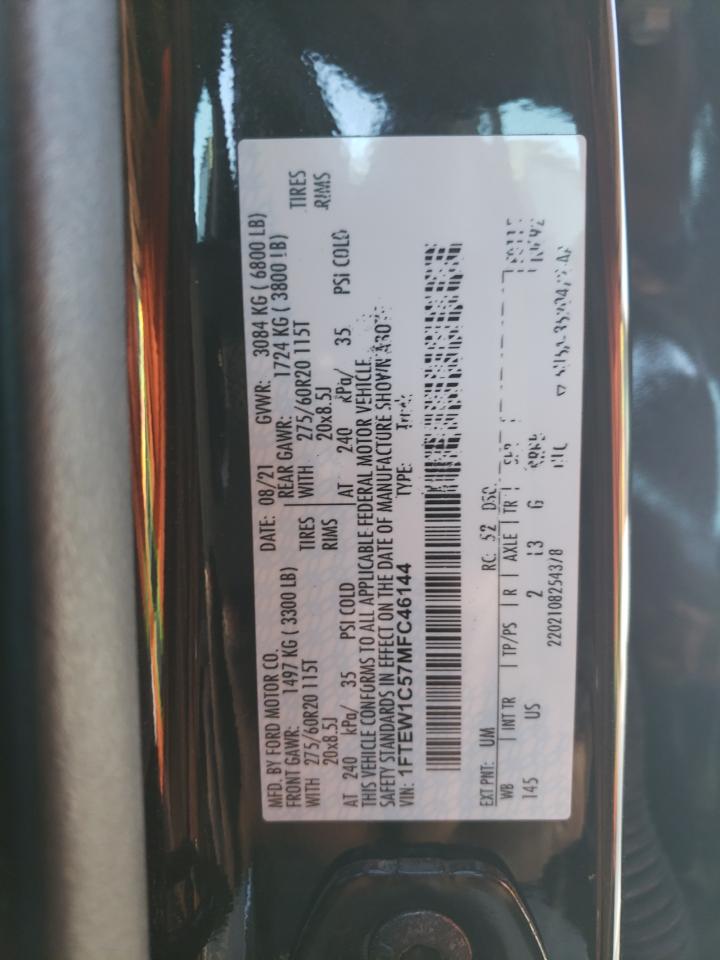 MFD. BY FORD MOTOR CO.
DATE: 08/21 GVWR: 3084 KG ( 6800 LB)
FRONT GAWR: 1497 KG ( 3300 LB) REAR GAWR: 1724 KG ( 3800 LB)
WITH 275/60R20 115T TIRES WITH 275/60R20 115T TIRES
20x8.5J RIMS 20x8.5J RIMS
AT 240 kPa/ 35 PSI COLD AT 240 kPa/ 35 PSI COLD
THIS VEHICLE CONFORMS TO ALL APPLICABLE FEDERAL MOTOR VEHICLE
SAFETY STANDARDS IN EFFECT ON THE DATE OF MANUFACTURE SHOWN
VIN: 1FTEW1C57MFC46144 TYPE:
EXT PNT: UM RC: 52 DSO:
WB INT TR TP/PS R AXLE TR
145 US 2 G